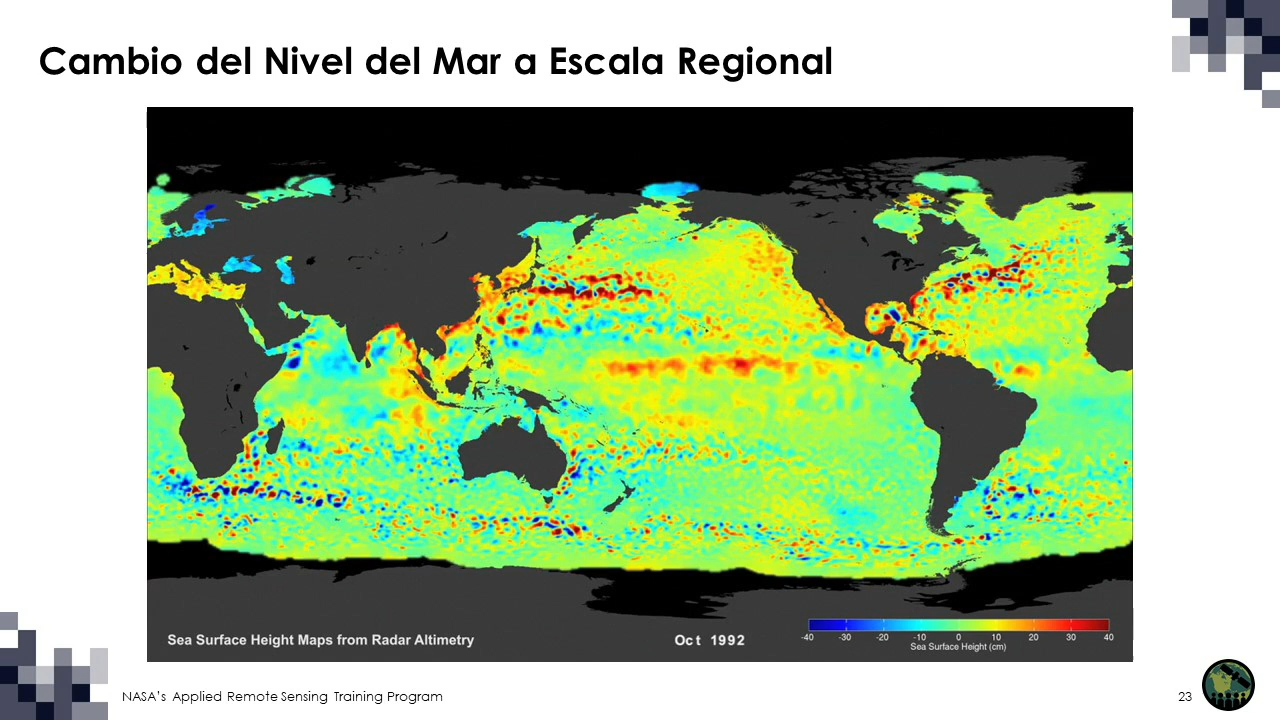 Cambio del Nivel del Mar a Escala Regional
Sea Surface Height Maps from Radar Altimetry
Oct 1992
-40 -30 -20 -10 0 10 20 30 40
Sea Surface Height (cm)
NASA's Applied Remote Sensing Training Program
23